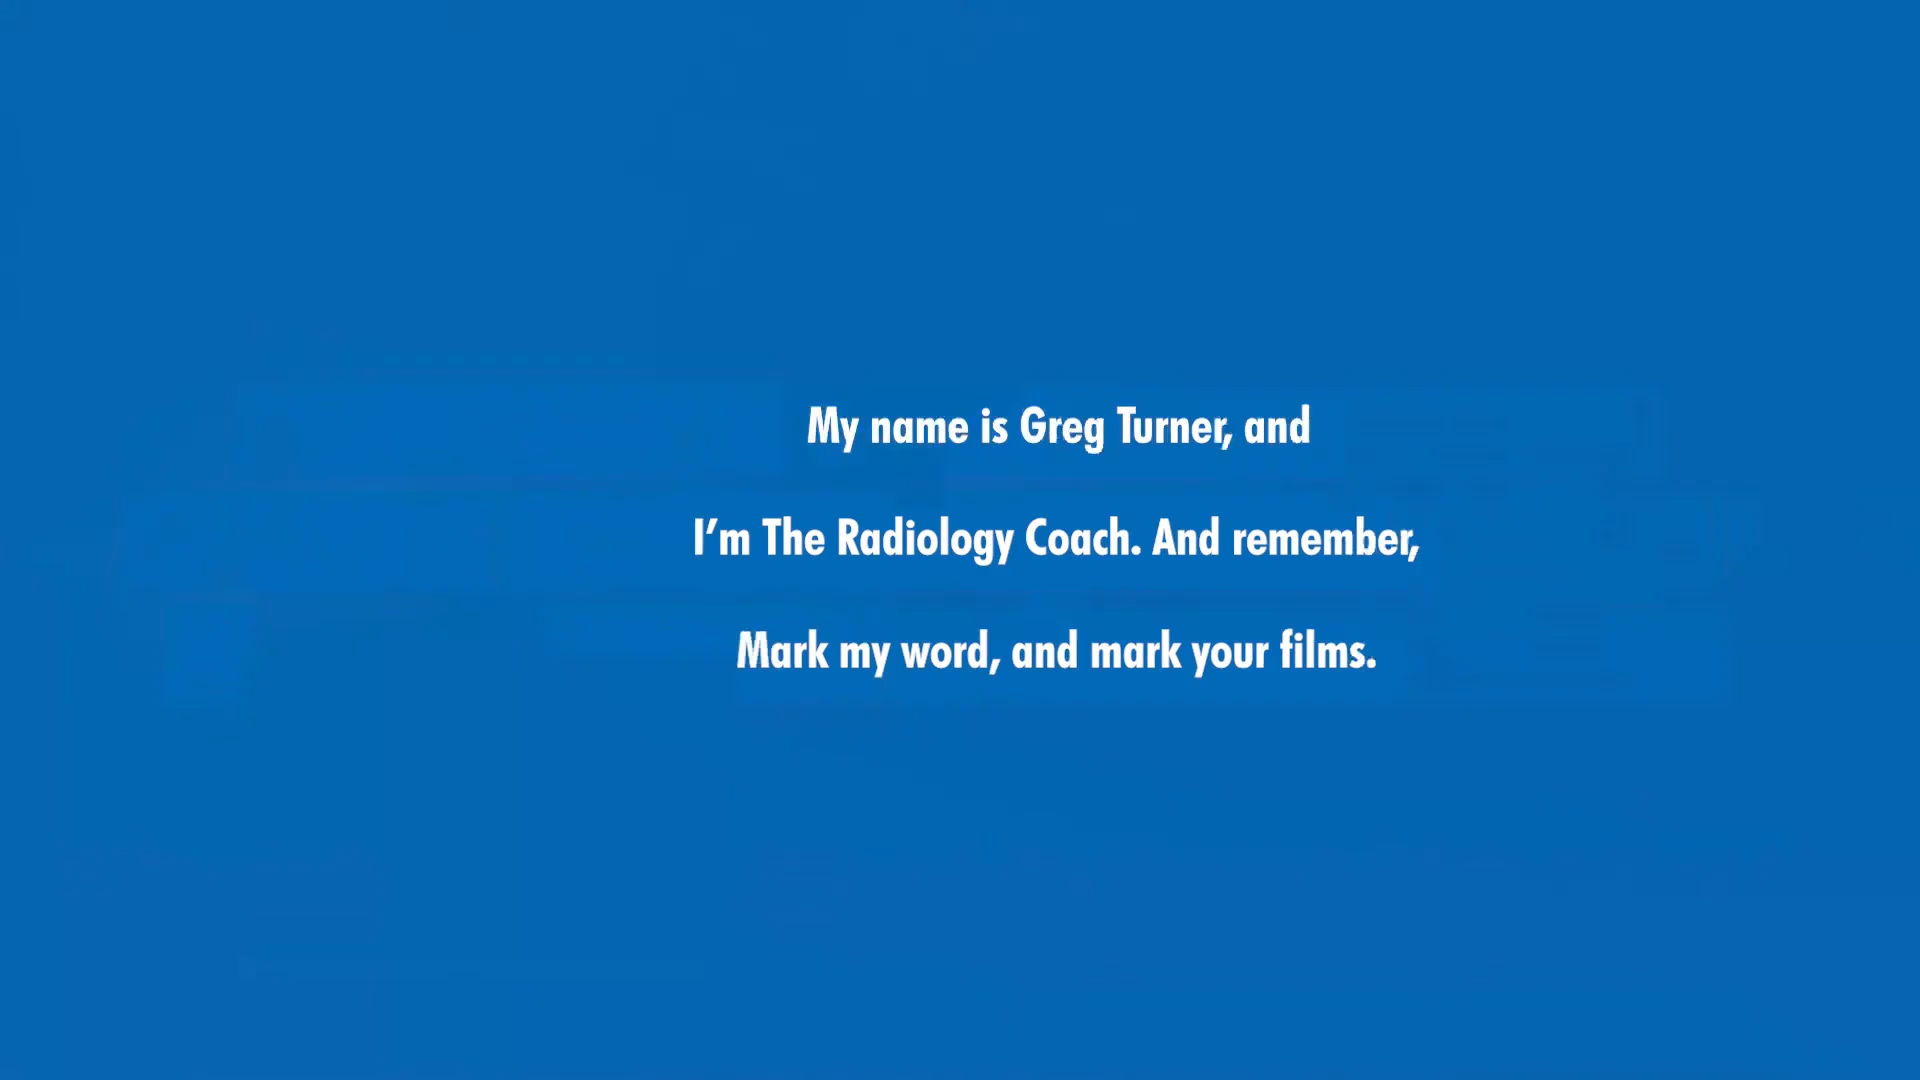 My name is Greg Turner, and
I’m The Radiology Coach. And remember,
Mark my word, and mark your films.